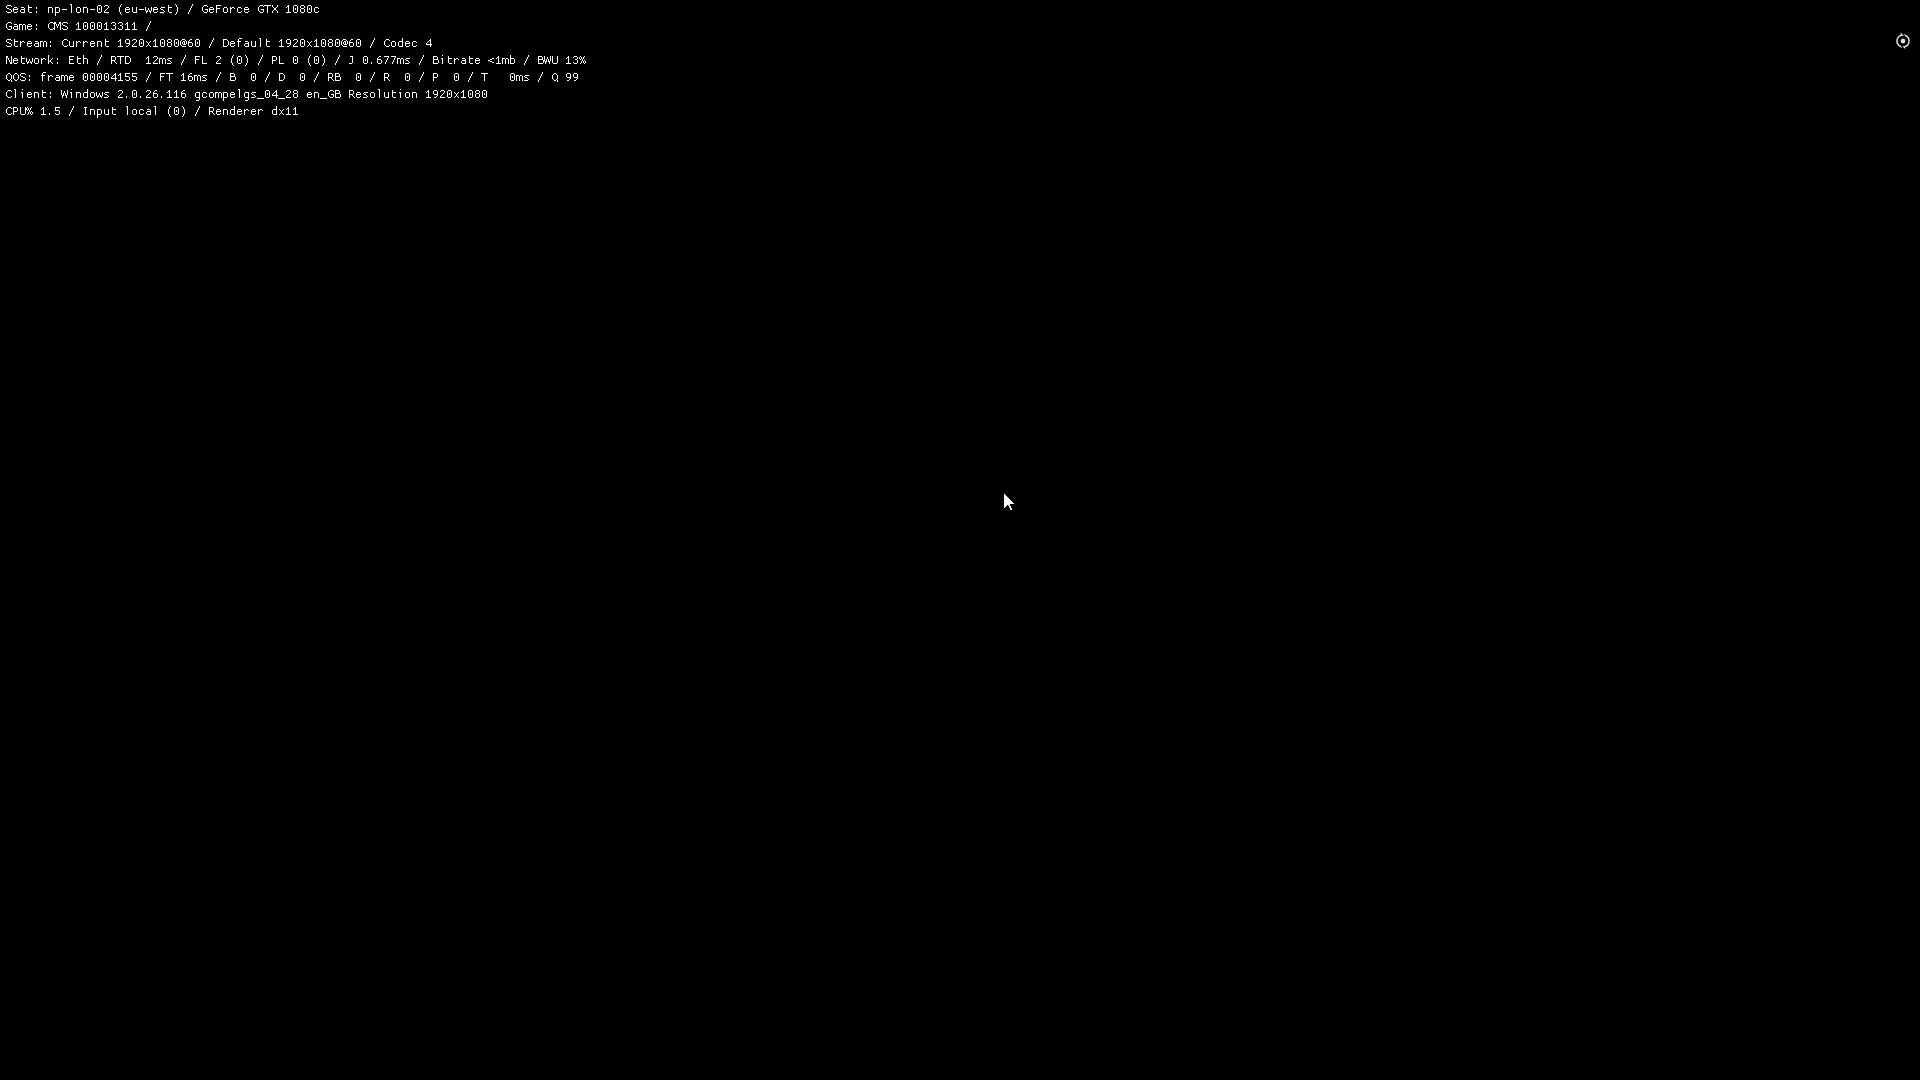 Seat: np-lon-02 (eu-west) / GeForce GTX 1080c
Game: CMS 100013311 /
Stream: Current 1920x1080@60 / Default 1920x1080@60 / Codec 4
Network: Eth / RTD  12ms / FL 2 (0) / PL 0 (0) / J 0.677ms / Bitrate <1mb / BWU 13%
QOS: frame 00004155 / FT 16ms / B  0 / D  0 / RB  0 / R  0 / P  0 / T   0ms / Q 99
Client: Windows 2.0.26.116 gcompelgs_04_28 en_GB Resolution 1920x1080
CPU% 1.5 / Input local (0) / Renderer dx11